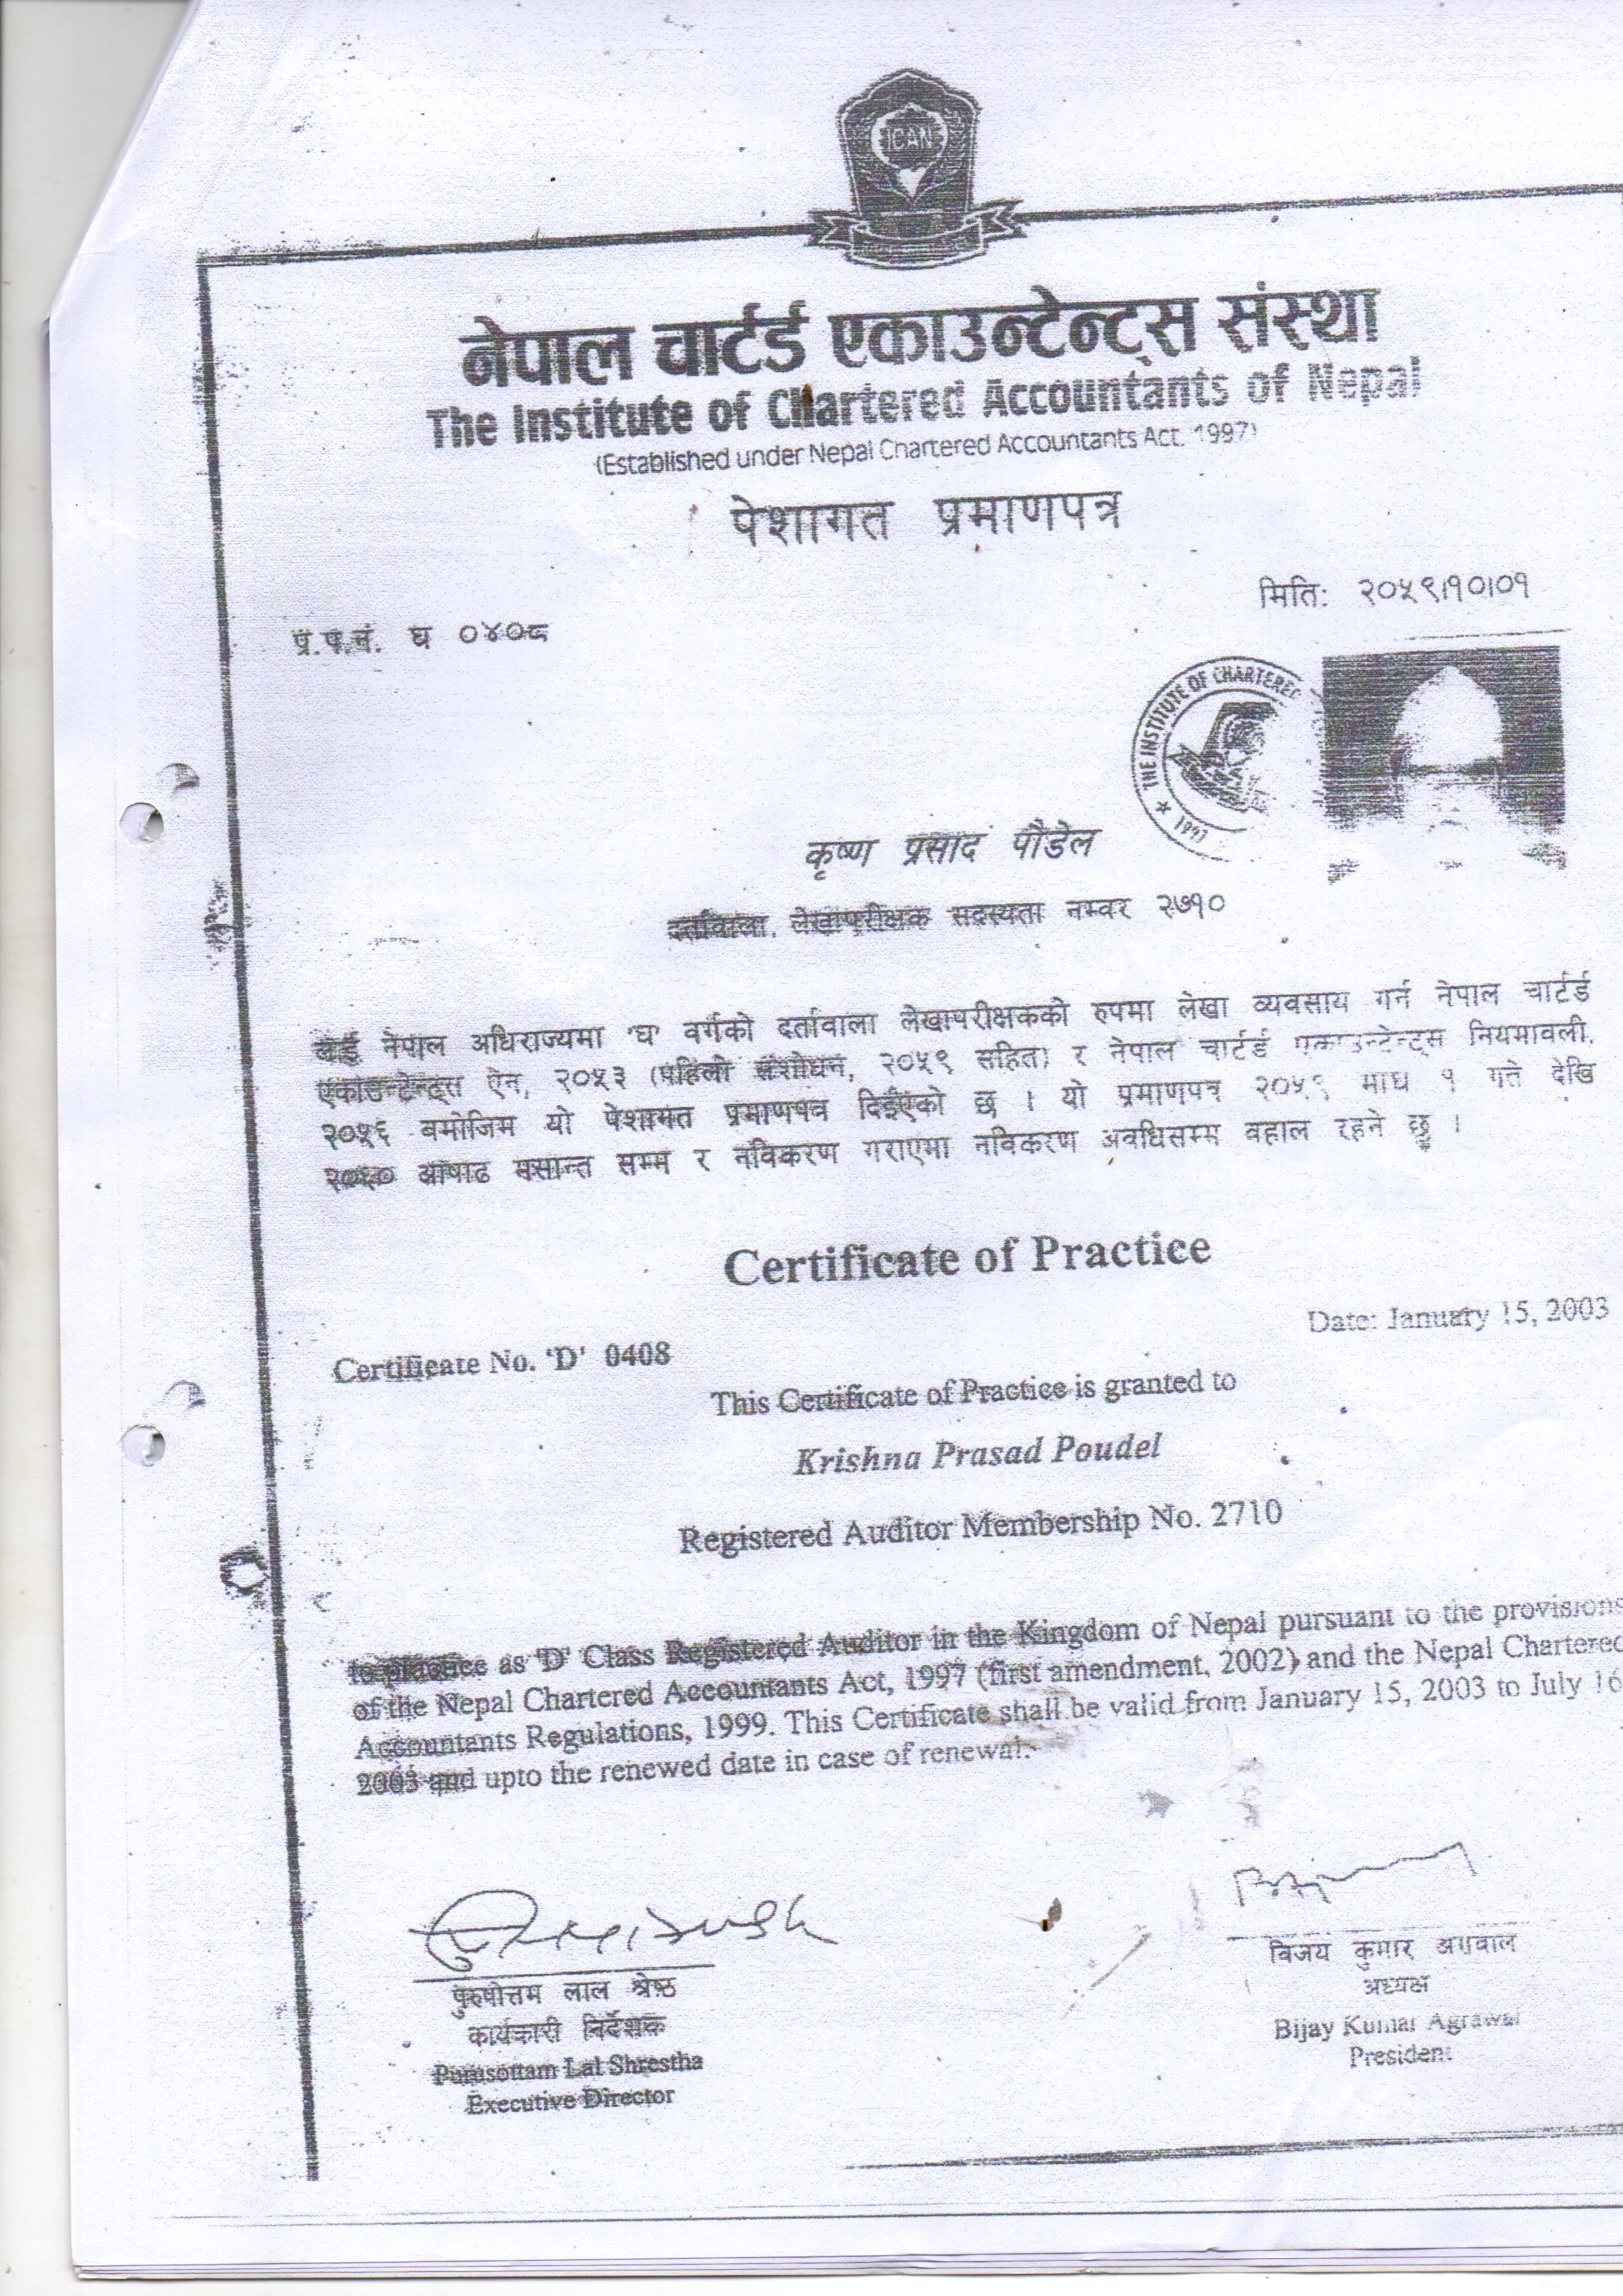 ICAN
नेपाल चार्टर्ड एकाउन्टेन्ट्स संस्था
The Institute of Chartered Accountants of Nepal
(Established under Nepal Chartered Accountants Act. 1997)
पेशागत प्रमाणपत्र
मिति: २०५९।१०।०१
प्र.प.नं. घ ०४०८
THE INSTITUTE OF CHARTERED
1997
कृष्ण प्रसाद पौडेल
दर्तावाला, लेखापरीक्षक सदस्यता नम्वर २७१०
लाई नेपाल अधिराज्यमा 'घ' वर्गको दर्तावाला लेखापरीक्षकको रुपमा लेखा व्यवसाय गर्न नेपाल चार्टर्ड
एकाउन्टेन्ट्स ऐन, २०५३ (पहिलो संशोधन, २०५९ सहित) र नेपाल चार्टर्ड एकाउन्टेन्ट्स नियमावली,
२०५६ वमोजिम यो पेशागत प्रमाणपत्र दिईएको छ । यो प्रमाणपत्र २०५९ माघ १ गते देखि
२०६० आषाढ मसान्त सम्म र नविकरण गराएमा नविकरण अवधिसम्म वहाल रहने छ ।
Certificate of Practice
Date: January 15, 2003
Certificate No. 'D' 0408
This Certificate of Practice is granted to
Krishna Prasad Poudel
Registered Auditor Membership No. 2710
to practice as 'D' Class Registered Auditor in the Kingdom of Nepal pursuant to the provisions
of the Nepal Chartered Accountants Act, 1997 (first amendment, 2002) and the Nepal Chartered
Accountants Regulations, 1999. This Certificate shall be valid from January 15, 2003 to July 16
2003 and upto the renewed date in case of renewal.
पुरुषोत्तम लाल श्रेष्ठ
कार्यकारी निर्देशक
Purusottam Lal Shrestha
Executive Director
विजय कुमार अग्रवाल
अध्यक्ष
Bijay Kumar Agrawal
President